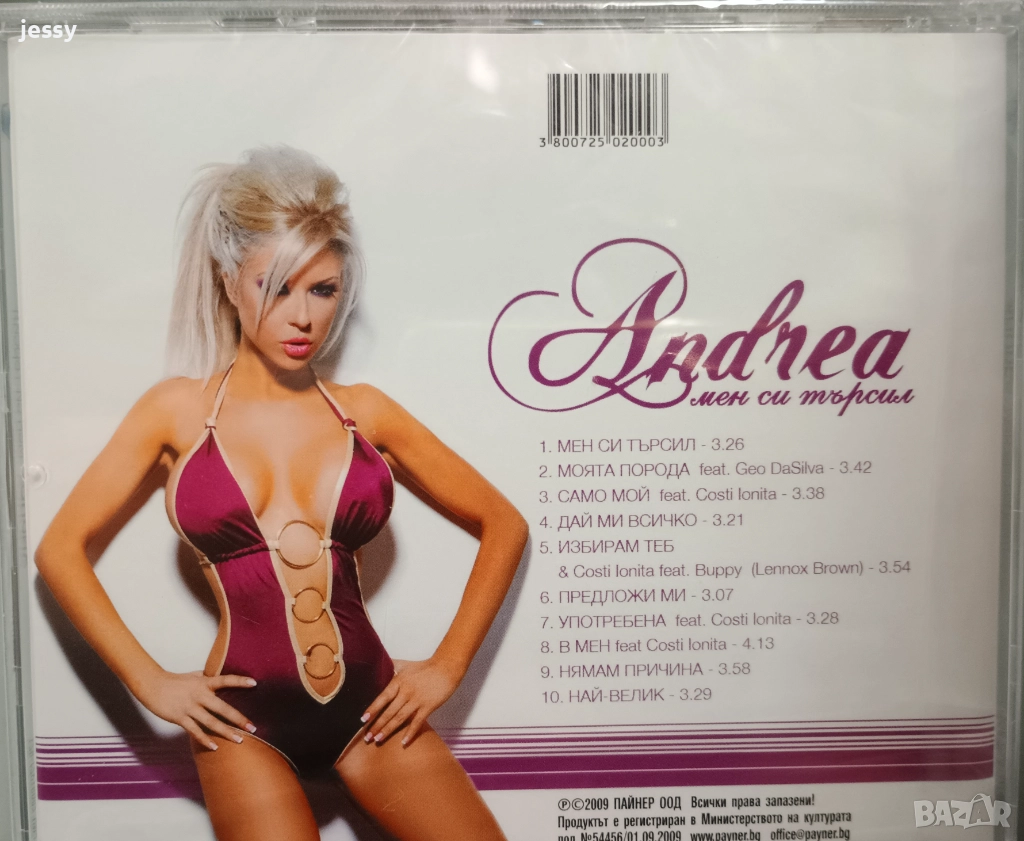 jessy
3 800725 020003
Andrea
мен си търсил
1. МЕН СИ ТЪРСИЛ - 3.26
2. МОЯТА ПОРОДА feat. Geo DaSilva - 3.42
3. САМО МОЙ feat. Costi Ionita - 3.38
4. ДАЙ МИ ВСИЧКО - 3.21
5. ИЗБИРАМ ТЕБ
& Costi Ionita feat. Buppy (Lennox Brown) - 3.54
6. ПРЕДЛОЖИ МИ - 3.07
7. УПОТРЕБЕНА feat. Costi Ionita - 3.28
8. В МЕН feat Costi Ionita - 4.13
9. НЯМАМ ПРИЧИНА - 3.58
10. НАЙ-ВЕЛИК - 3.29
℗©2009 ПАЙНЕР ООД Всички права запазени!
Продуктът е регистриран в Министерството на културата
под №54456/01.09.2009 www.payner.bg office@payner.bg
BAZAR